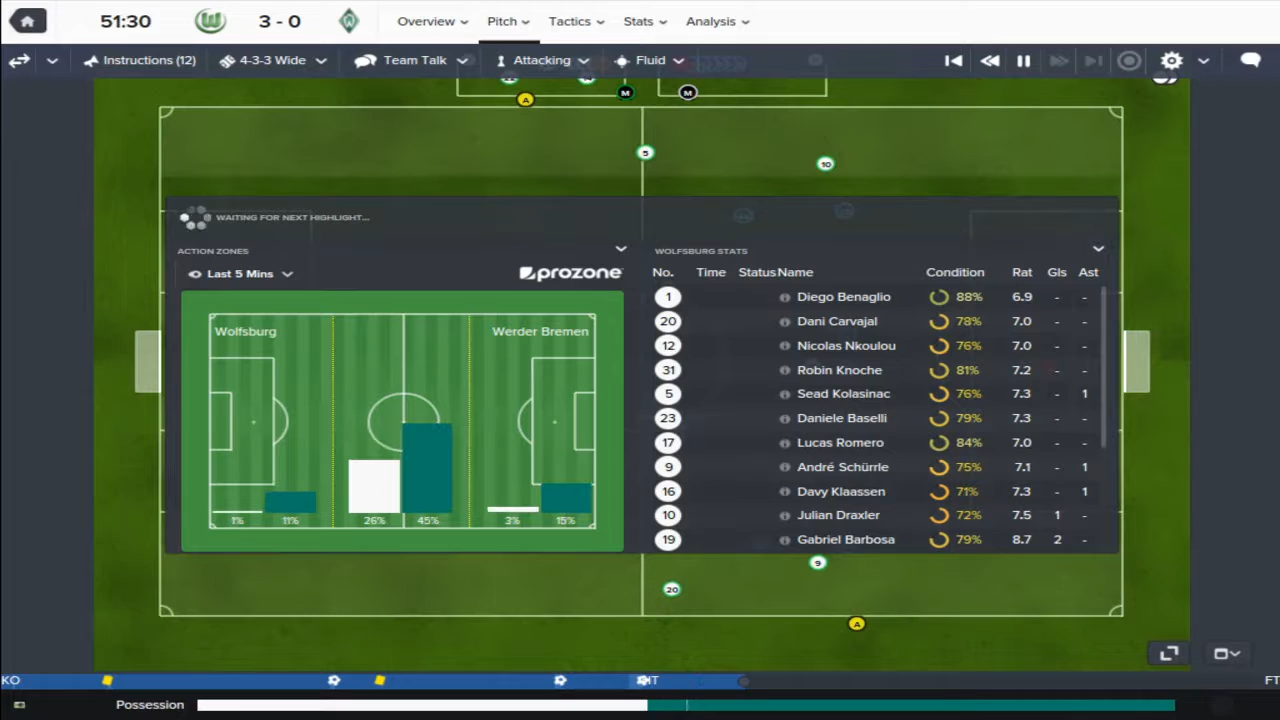 51:30 3 - 0 Overview Pitch Tactics Stats Analysis
Instructions (12) 4-3-3 Wide Team Talk Attacking Fluid
A M M
5 10
WAITING FOR NEXT HIGHLIGHT...
ACTION ZONES
Last 5 Mins prozone
Wolfsburg Werder Bremen
1% 11% 26% 45% 3% 15%
WOLFSBURG STATS
No. Time Status Name Condition Rat Gls Ast
1 Diego Benaglio 88% 6.9 - -
20 Dani Carvajal 78% 7.0 - -
12 Nicolas Nkoulou 76% 7.0 - -
31 Robin Knoche 81% 7.2 - -
5 Sead Kolasinac 76% 7.3 - 1
23 Daniele Baselli 79% 7.3 - -
17 Lucas Romero 84% 7.0 - -
9 André Schürrle 75% 7.1 - 1
16 Davy Klaassen 71% 7.3 - 1
10 Julian Draxler 72% 7.5 1 -
19 Gabriel Barbosa 79% 8.7 2 -
9
20
A
KO HT FT
Possession